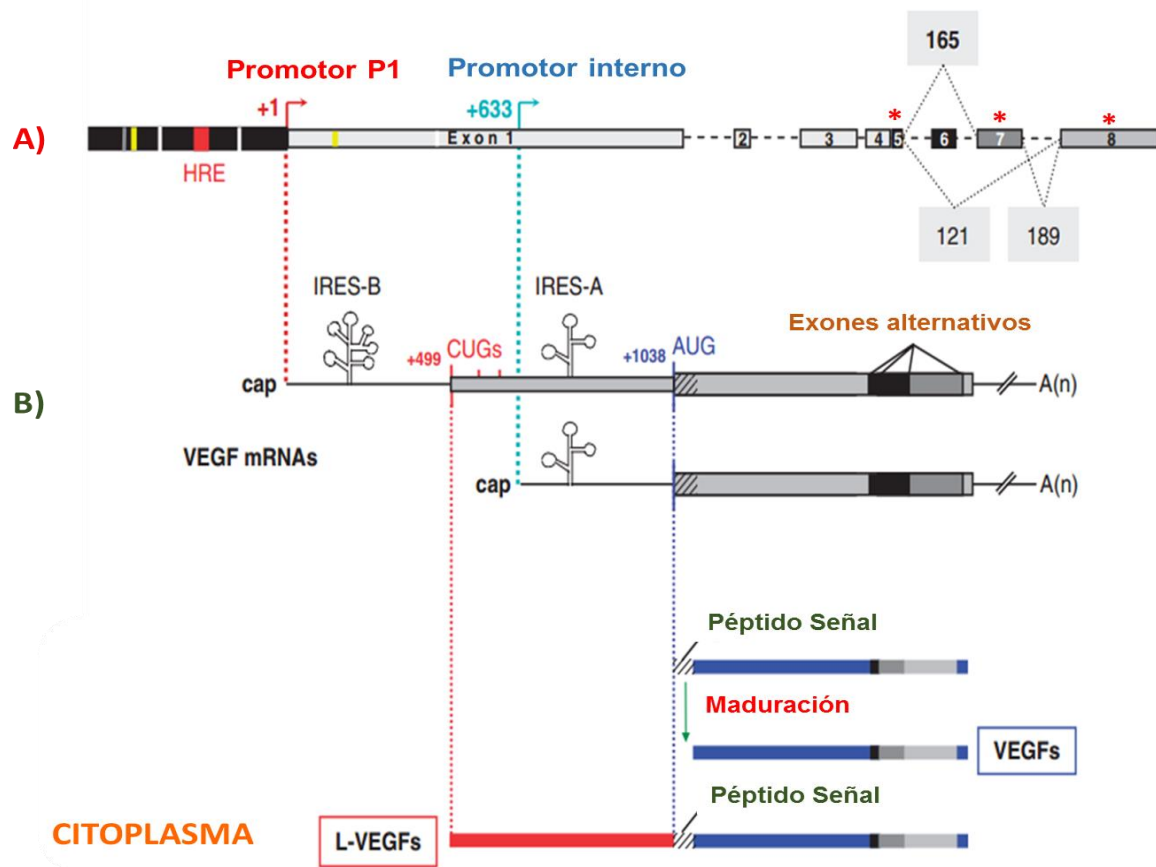 165
Promotor P1
Promotor interno
+1
+633
A)
*
*
*
Exon 1
2
3
4
5
6
7
8
HRE
121
189
IRES-B
IRES-A
Exones alternativos
+499
CUGs
+1038
AUG
cap
A(n)
B)
VEGF mRNAs
cap
A(n)
Péptido Señal
Maduración
VEGFs
Péptido Señal
CITOPLASMA
L-VEGFs